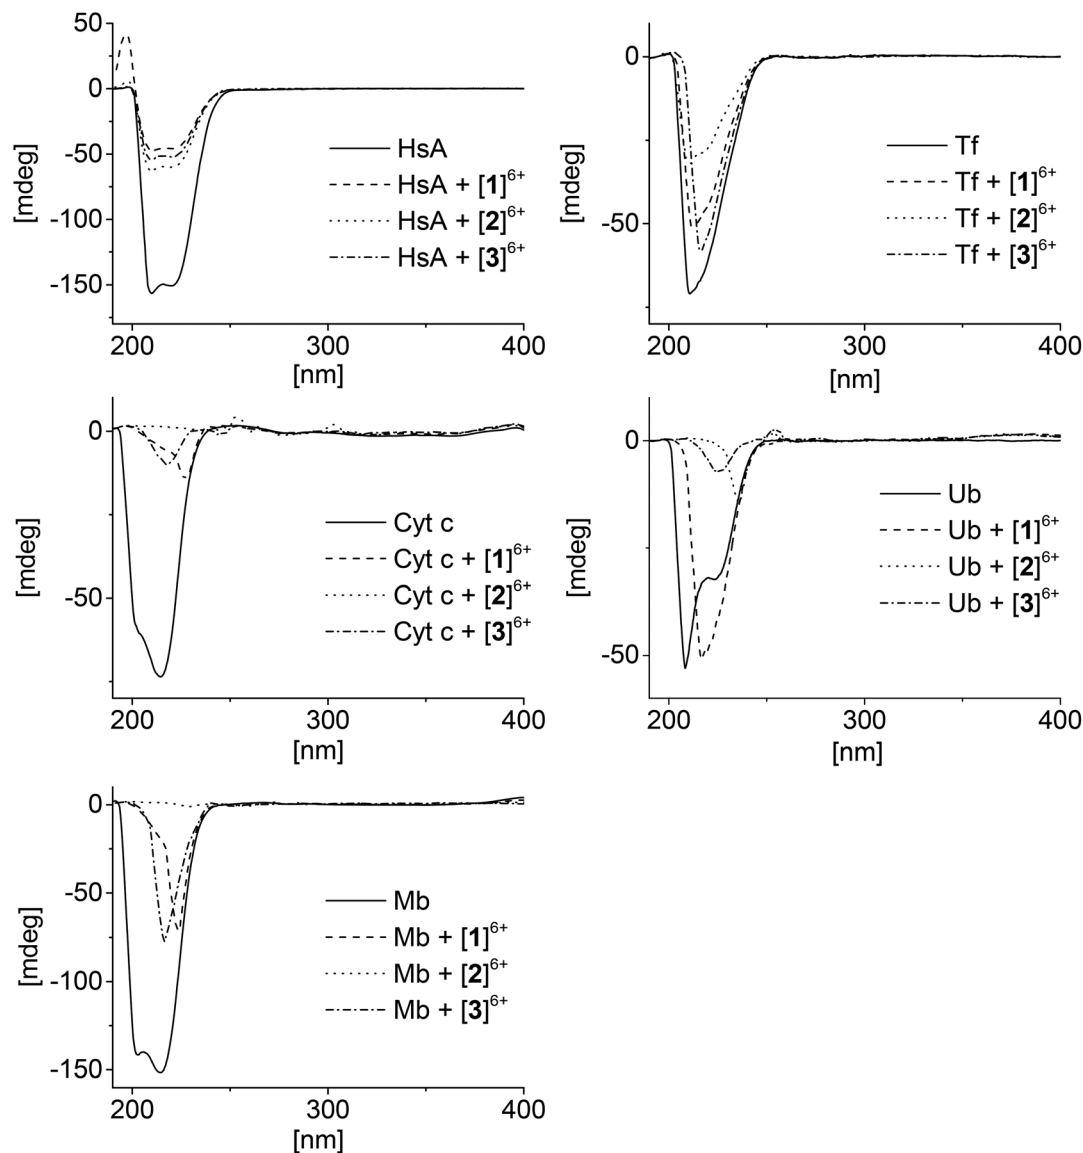 50
0
-50
-100
-150
[mdeg]
HsA
HsA + [1]⁶⁺
HsA + [2]⁶⁺
HsA + [3]⁶⁺
200
300
400
[nm]
0
-50
[mdeg]
Tf
Tf + [1]⁶⁺
Tf + [2]⁶⁺
Tf + [3]⁶⁺
200
300
400
[nm]
0
-50
[mdeg]
Cyt c
Cyt c + [1]⁶⁺
Cyt c + [2]⁶⁺
Cyt c + [3]⁶⁺
200
300
400
[nm]
0
-50
[mdeg]
Ub
Ub + [1]⁶⁺
Ub + [2]⁶⁺
Ub + [3]⁶⁺
200
300
400
[nm]
0
-50
-100
-150
[mdeg]
Mb
Mb + [1]⁶⁺
Mb + [2]⁶⁺
Mb + [3]⁶⁺
200
300
400
[nm]